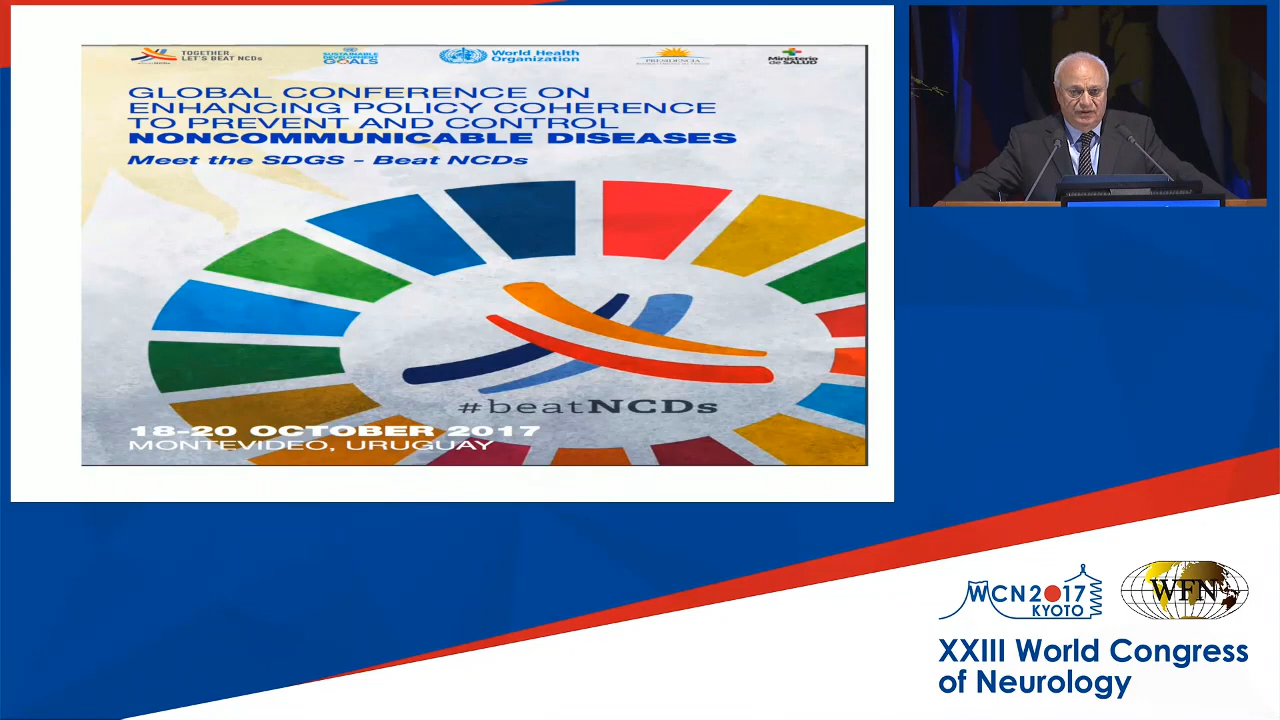 TOGETHER
LET'S BEAT NCDs
SUSTAINABLE
DEVELOPMENT
GOALS
World Health
Organization
PRESIDENCIA
Ministerio
de SALUD
GLOBAL CONFERENCE ON
ENHANCING POLICY COHERENCE
TO PREVENT AND CONTROL
NONCOMMUNICABLE DISEASES
Meet the SDGS - Beat NCDs
#beatNCDs
18-20 OCTOBER 2017
MONTEVIDEO, URUGUAY
WCN2017
KYOTO
WFN
XXIII World Congress
of Neurology